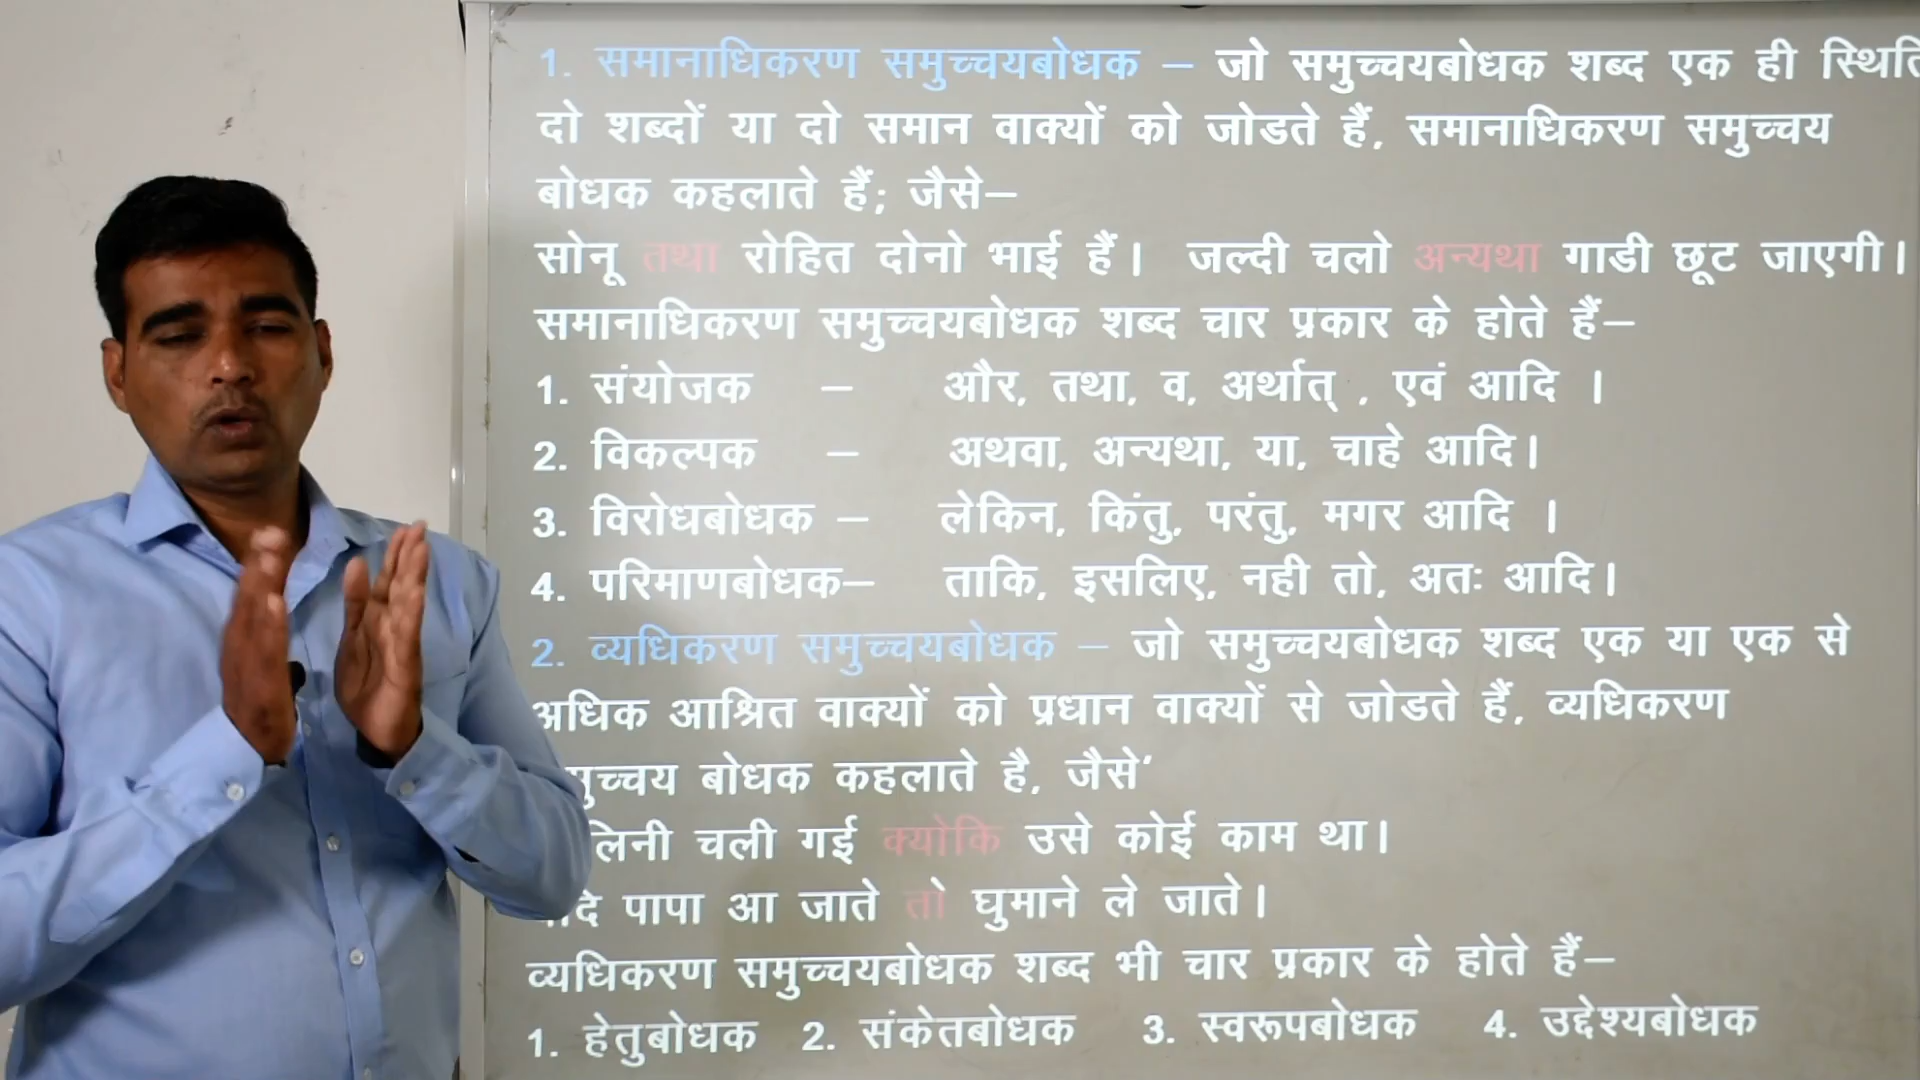 1. समानाधिकरण समुच्चयबोधक – जो समुच्चयबोधक शब्द एक ही
दो शब्दों या दो समान वाक्यों को जोडते हैं, समानाधिकरण समुच्चय
बोधक कहलाते हैं; जैसे–
सोनू तथा रोहित दोनो भाई हैं। जल्दी चलो अन्यथा गाडी छूट जाएगी।
समानाधिकरण समुच्चयबोधक शब्द चार प्रकार के होते हैं–
1. संयोजक – और, तथा, व, अर्थात् , एवं आदि ।
2. विकल्पक – अथवा, अन्यथा, या, चाहे आदि।
3. विरोधबोधक – लेकिन, किंतु, परंतु, मगर आदि ।
4. परिमाणबोधक– ताकि, इसलिए, नही तो, अतः आदि।
2. व्यधिकरण समुच्चयबोधक – जो समुच्चयबोधक शब्द एक या एक से
अधिक आश्रित वाक्यों को प्रधान वाक्यों से जोडते हैं, व्यधिकरण
बोधक कहलाते है, जैसे‘
चली गई क्योकि उसे कोई काम था।
पापा आ जाते तो घुमाने ले जाते।
व्यधिकरण समुच्चयबोधक शब्द भी चार प्रकार के होते हैं–
1. हेतुबोधक 2. संकेतबोधक 3. स्वरूपबोधक 4. उद्देश्यबोधक